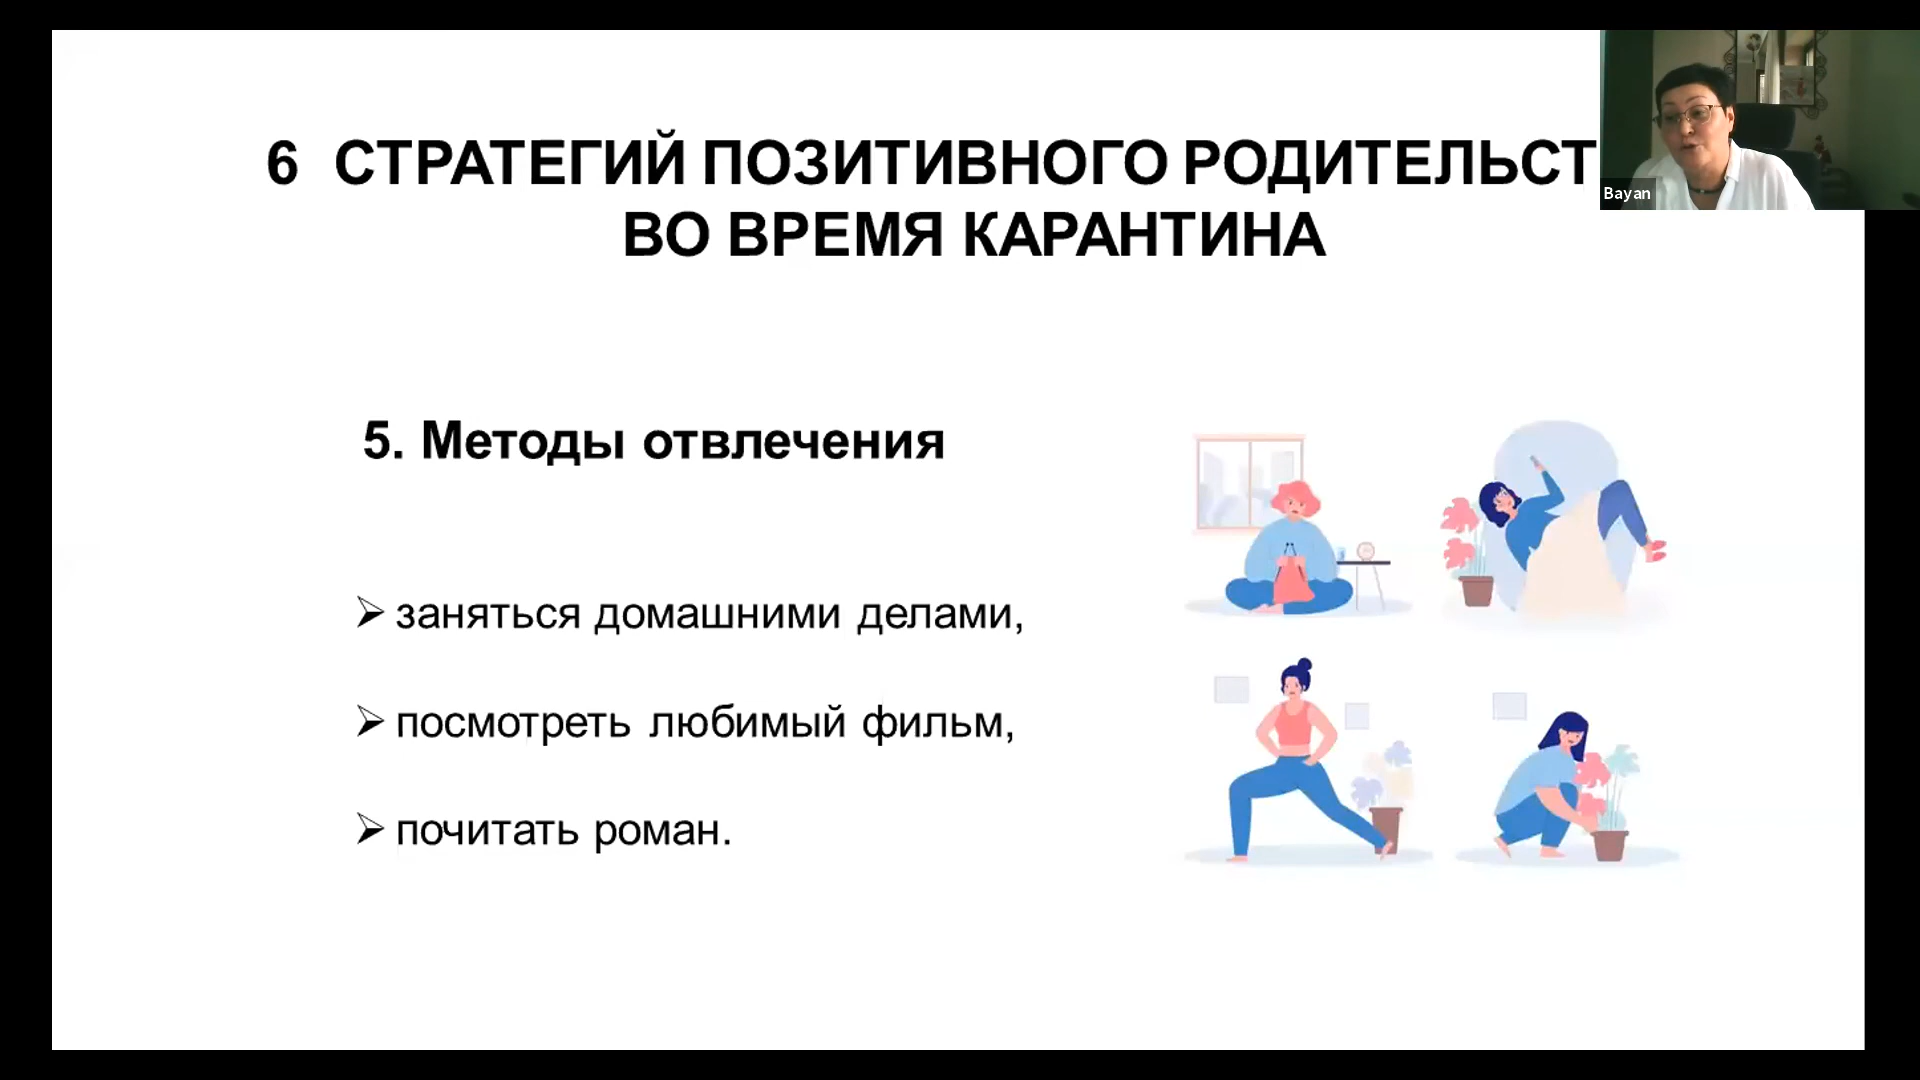 6 СТРАТЕГИЙ ПОЗИТИВНОГО РОДИТЕЛЬСТ
ВО ВРЕМЯ КАРАНТИНА
Bayan
5. Методы отвлечения
заняться домашними делами,
посмотреть любимый фильм,
почитать роман.